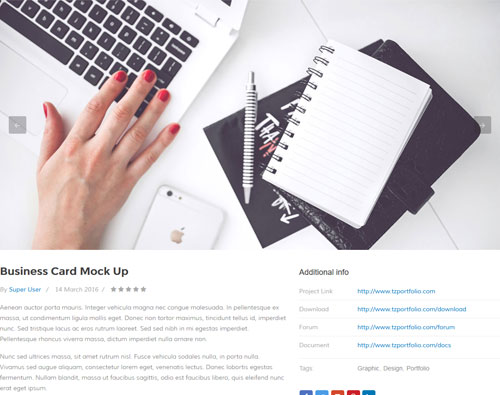 THAT
Business Card Mock Up
By Super User / 14 March 2016 /
Aenean auctor porta mauris. Integer vehicula magna nec congue malesuada. In pellentesque ex
massa, ut condimentum ligula mollis eget. Donec non tortor maximus, tincidunt tellus id, imperdiet
nunc. Sed tristique lacus ac eros rutrum laoreet. Sed sed nibh in mi egestas imperdiet.
Pellentesque rhoncus viverra massa, dictum imperdiet nulla ornare non.
Nunc sed ultrices massa, sit amet rutrum nisl. Fusce vehicula sodales nulla, in porta nulla.
Vivamus sed augue aliquam, consectetur lorem eget, venenatis lectus. Donec lobortis egestas
fermentum. Nullam blandit, massa ut faucibus sagittis, odio est faucibus libero, quis eleifend nunc
erat eget ipsum.
Additional info
Project Link http://www.tzportfolio.com
Download http://www.tzportfolio.com/download
Forum http://www.tzportfolio.com/forum
Document http://www.tzportfolio.com/docs
Tags Graphic, Design, Portfolio